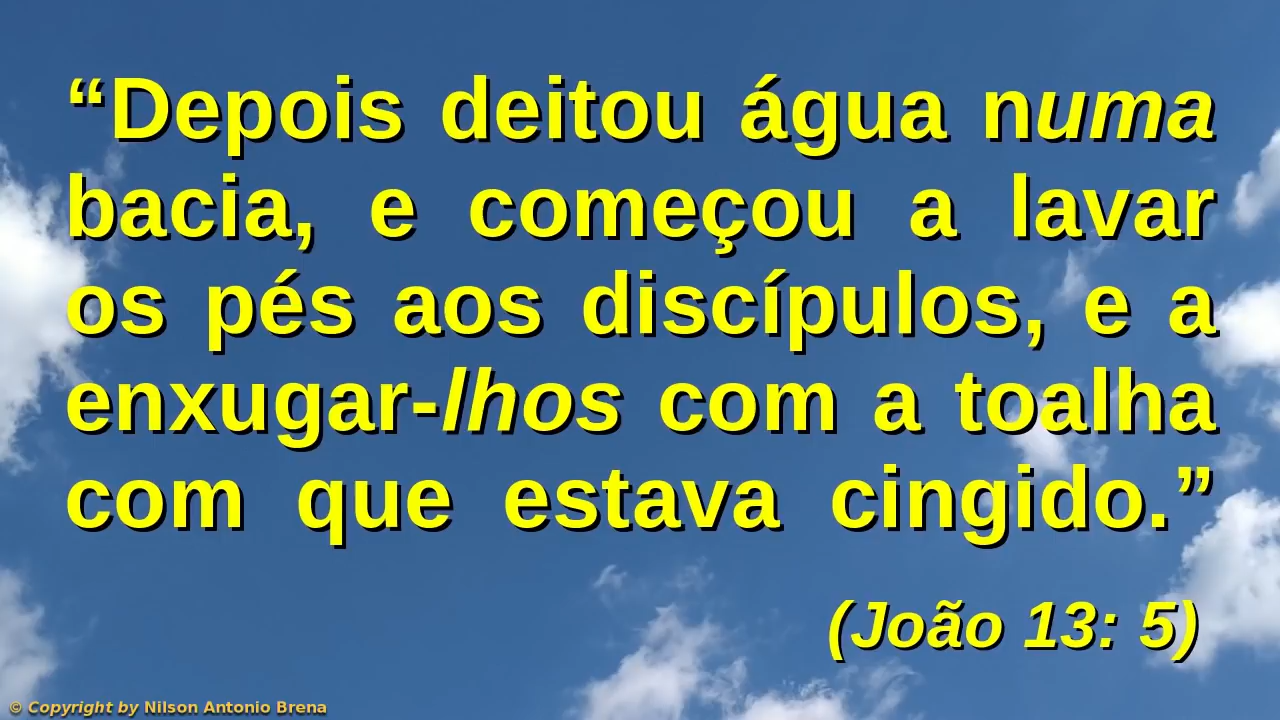 “Depois deitou água numa
bacia, e começou a lavar
os pés aos discípulos, e a
enxugar-lhos com a toalha
com que estava cingido.”
(João 13: 5)
© Copyright by Nilson Antonio Brena